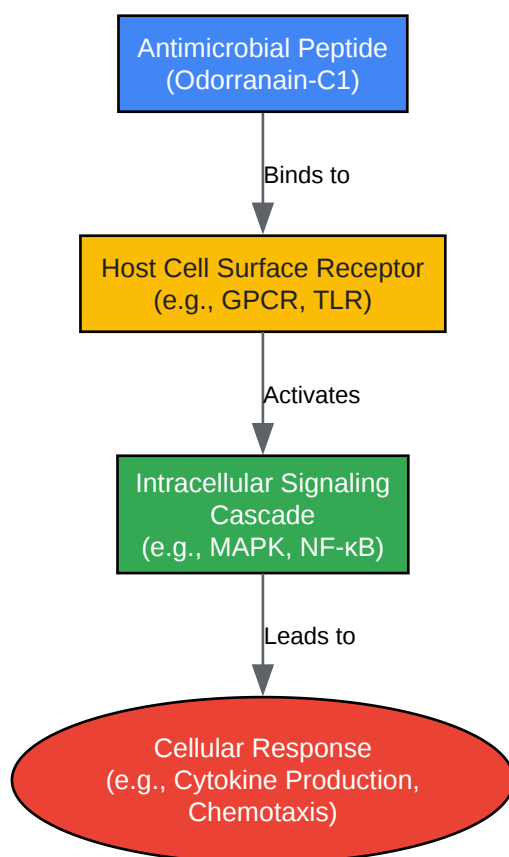 Antimicrobial Peptide
(Odorranain-C1)
Binds to
Host Cell Surface Receptor
(e.g., GPCR, TLR)
Activates
Intracellular Signaling
Cascade
(e.g., MAPK, NF-κB)
Leads to
Cellular Response
(e.g., Cytokine Production,
Chemotaxis)